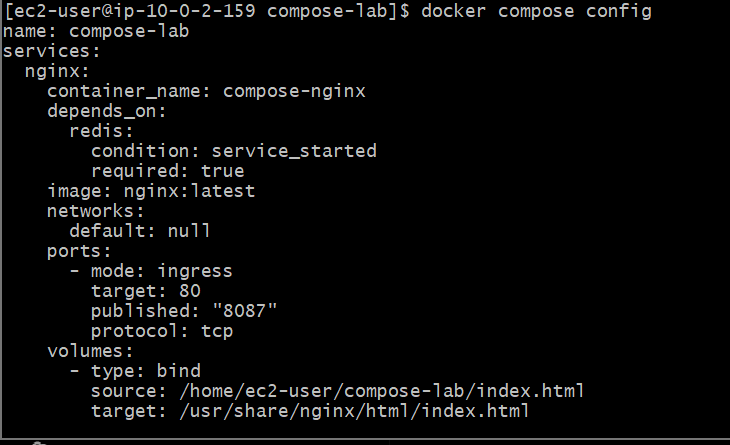 [ec2-user@ip-10-0-2-159 compose-lab]$ docker compose config
name: compose-lab
services:
  nginx:
    container_name: compose-nginx
    depends_on:
      redis:
        condition: service_started
        required: true
    image: nginx:latest
    networks:
      default: null
    ports:
      - mode: ingress
        target: 80
        published: "8087"
        protocol: tcp
    volumes:
      - type: bind
        source: /home/ec2-user/compose-lab/index.html
        target: /usr/share/nginx/html/index.html